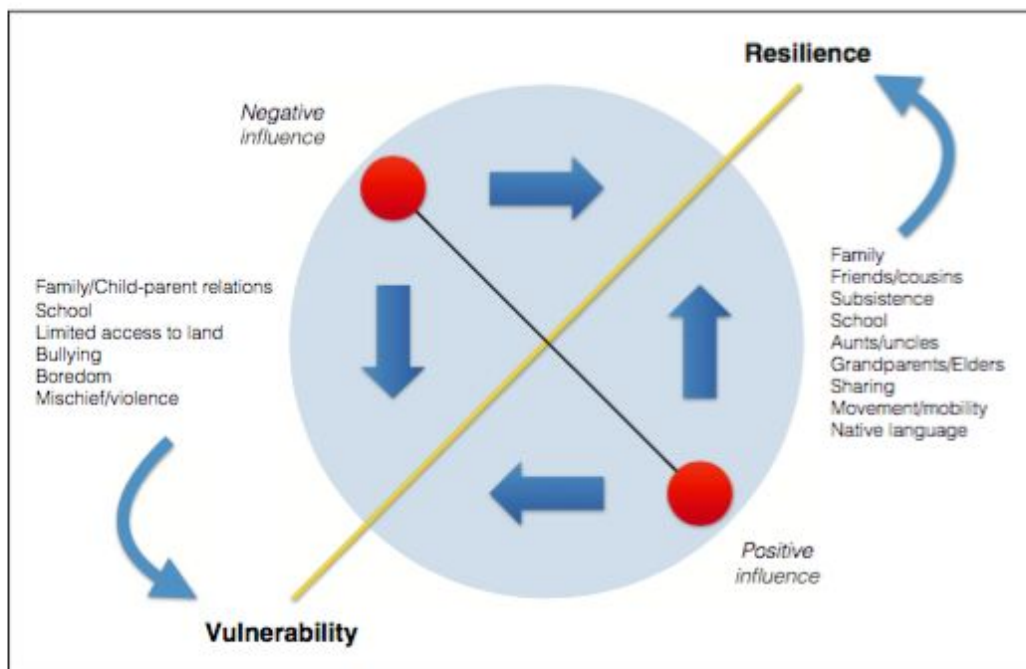 Resilience
Negative
influence
Family/Child-parent relations
School
Limited access to land
Bullying
Boredom
Mischief/violence
Family
Friends/cousins
Subsistence
School
Aunts/uncles
Grandparents/Elders
Sharing
Movement/mobility
Native language
Positive
influence
Vulnerability